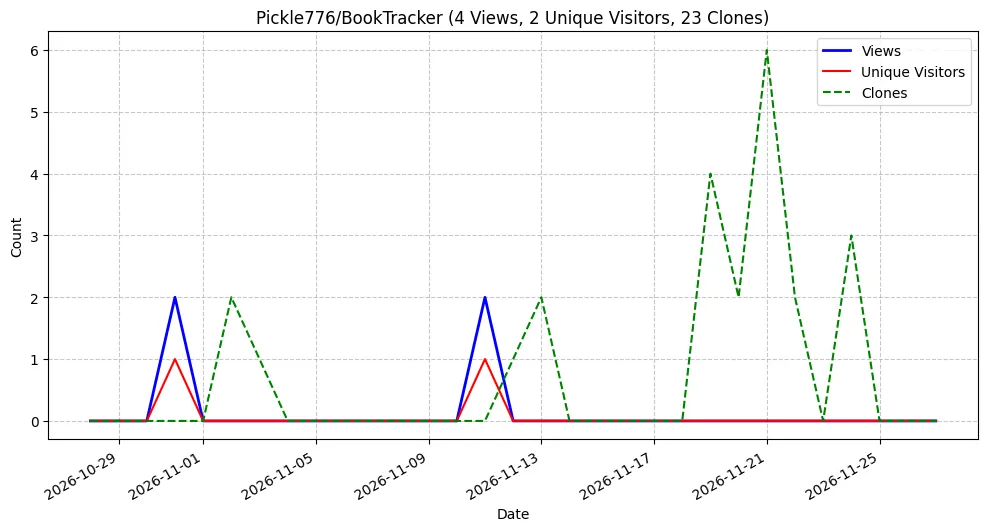 Pickle776/BookTracker (4 Views, 2 Unique Visitors, 23 Clones)
Views
Unique Visitors
Clones
Count
6
5
4
3
2
1
0
2026-10-29
2026-11-01
2026-11-05
2026-11-09
2026-11-13
2026-11-17
2026-11-21
2026-11-25
Date